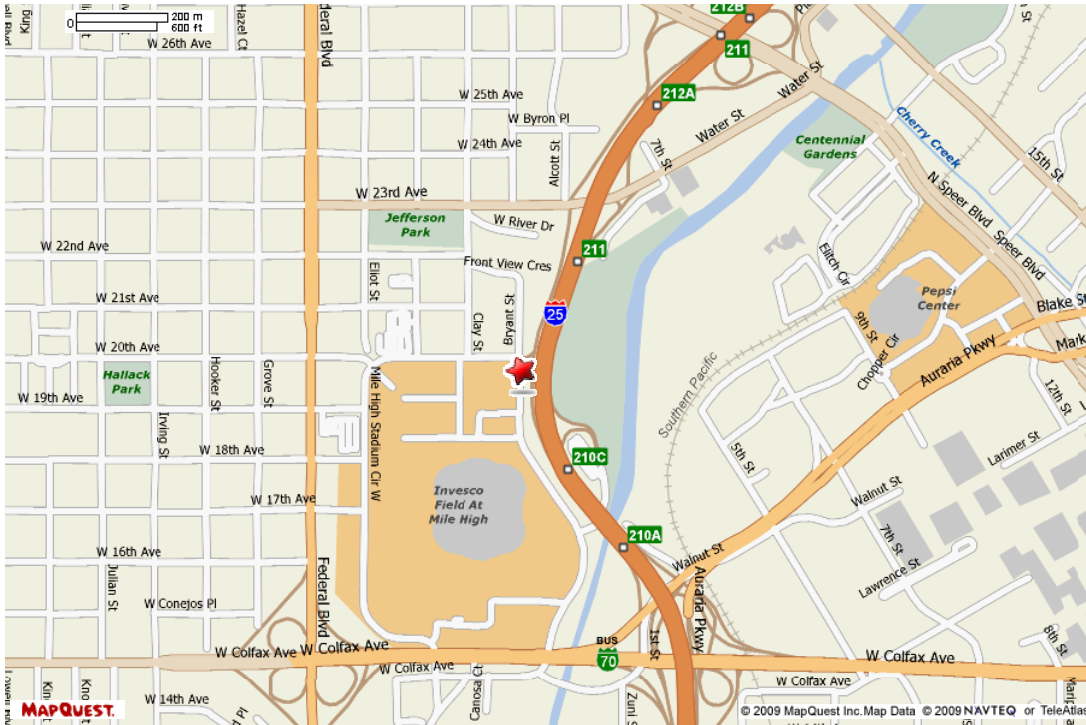 0
200 m
600 ft
King
Hazel Ct
W 26th Ave
Federal Blvd
212B
211
212A
Water St
Water St
W 25th Ave
W Byron Pl
W 24th Ave
Alcott St
7th St
Centennial
Gardens
Cherry Creek
15th St
N Speer Blvd
Speer Blvd
W 23rd Ave
Jefferson
Park
W River Dr
W 22nd Ave
Front View Cres
211
Elitch Cir
Eliot St
W 21st Ave
Clay St
Bryant St
25
Pepsi
Center
9th St
Chopper Cir
Blake St
Auraria Pkwy
W 20th Ave
Hallack
Park
Hooker St
Grove St
Mile High Stadium Cir W
Southern Pacific
12th St
W 19th Ave
Irving St
W 18th Ave
210C
5th St
Larimer St
Invesco
Field At
Mile High
W 17th Ave
Walnut St
7th St
210A
W 16th Ave
Walnut St
Julian St
Federal Blvd
Lawrence St
W Conejos Pl
Auraria Pkwy
1st St
8th St
BUS
70
W Colfax Ave
W Colfax Ave
W Colfax Ave
W Colfax Ave
W Colfax Ave
Canosa Ct
W 14th Ave
MAPQUEST.
© 2009 MapQuest Inc. Map Data © 2009 NAVTEQ or TeleAtlas